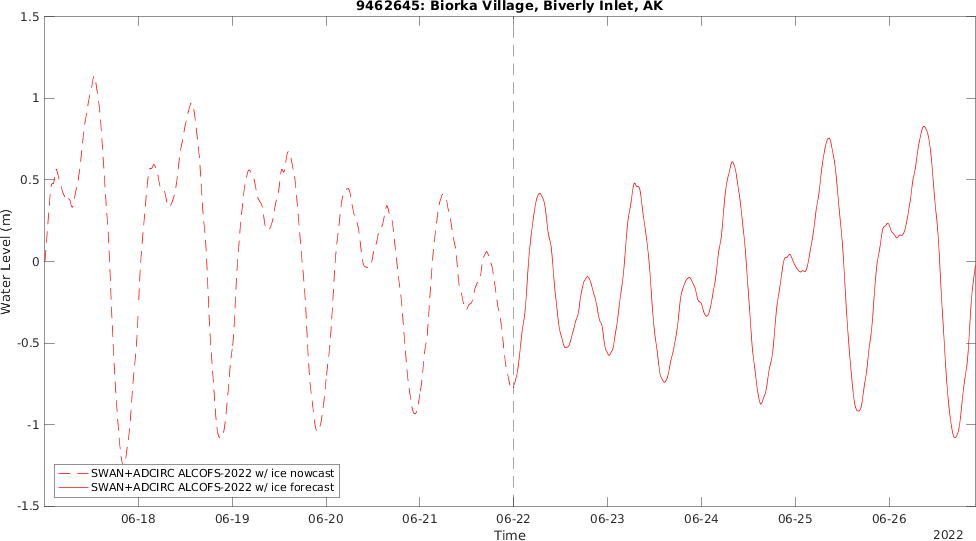 9462645: Biorka Village, Biverly Inlet, AK
1.5
1
0.5
0
-0.5
-1
-1.5
Water Level (m)
SWAN+ADCIRC ALCOFS-2022 w/ ice nowcast
SWAN+ADCIRC ALCOFS-2022 w/ ice forecast
06-18 06-19 06-20 06-21 06-22 06-23 06-24 06-25 06-26
Time
2022